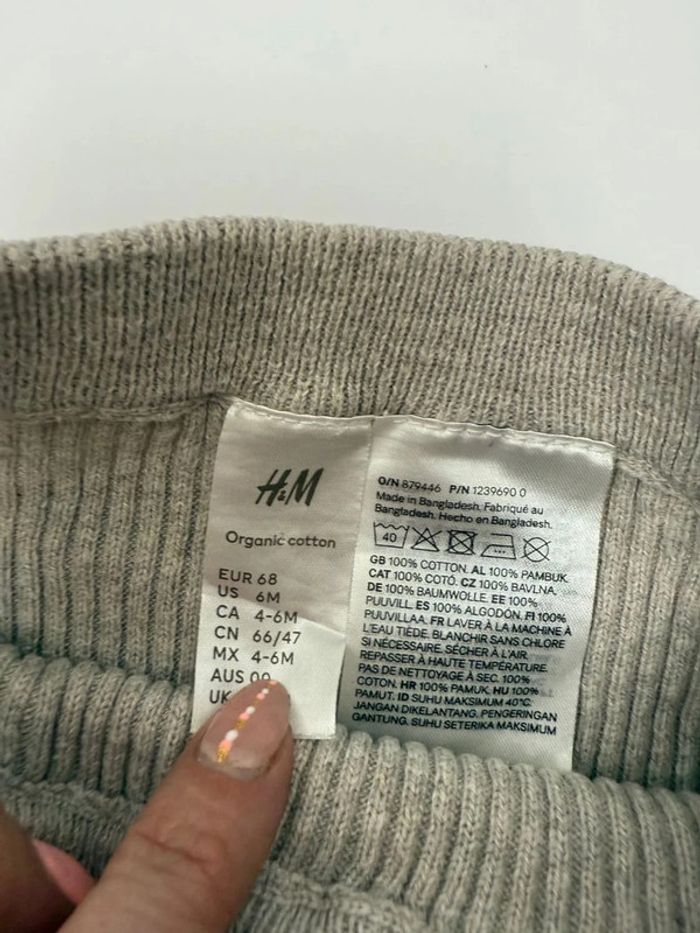 H&M
Organic cotton
EUR 68
US 6M
CA 4-6M
CN 66/47
MX 4-6M
AUS
UK
O/N 879446 P/N 1239690 0
Made in Bangladesh. Fabriqué au
Bangladesh. Hecho en Bangladesh.
40
GB 100% COTTON. AL 100% PAMBUK.
CAT 100% COTÓ. CZ 100% BAVLNA.
DE 100% BAUMWOLLE. EE 100%
PUUVILL. ES 100% ALGODÓN. FI 100%
PUUVILLAA. FR LAVER À LA MACHINE À
L'EAU TIÈDE. BLANCHIR SANS CHLORE
SI NÉCESSAIRE. SÉCHER À L'AIR.
REPASSER À HAUTE TEMPÉRATURE.
PAS DE NETTOYAGE À SEC. 100%
COTON. HR 100% PAMUK. HU 100%
PAMUT. ID SUHU MAKSIMUM 40°C.
JANGAN DIKELANTANG. PENGERINGAN
GANTUNG. SUHU SETERIKA MAKSIMUM